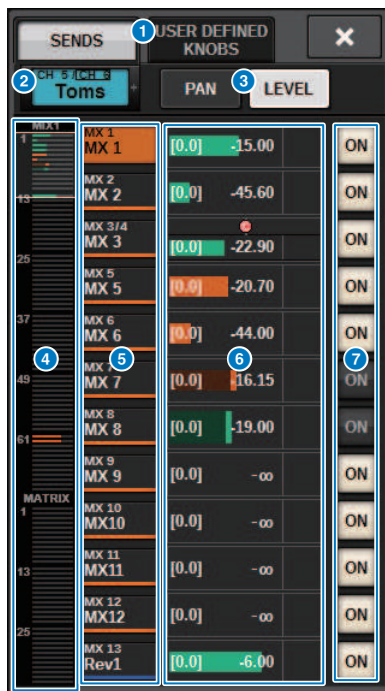 SENDS
1
USER DEFINED
KNOBS
×
2
CH 5/CH 6
Toms
+
PAN
3
LEVEL
MIX1
1
13
25
37
49
61
MATRIX
1
13
25
4
5
6
7
MX 1
MX 1
[0.0] -15.00
ON
MX 2
MX 2
[0.0] -45.60
ON
MX 3/4
MX 3
[0.0] -22.90
ON
MX 5
MX 5
[0.0] -20.70
ON
MX 6
MX 6
[0.0] -44.00
ON
MX 7
MX 7
[0.0] -16.15
ON
MX 8
MX 8
[0.0] -19.00
ON
MX 9
MX 9
[0.0] -∞
ON
MX 10
MX10
[0.0] -∞
ON
MX 11
MX11
[0.0] -∞
ON
MX 12
MX12
[0.0] -∞
ON
MX 13
Rev1
[0.0] -6.00
ON